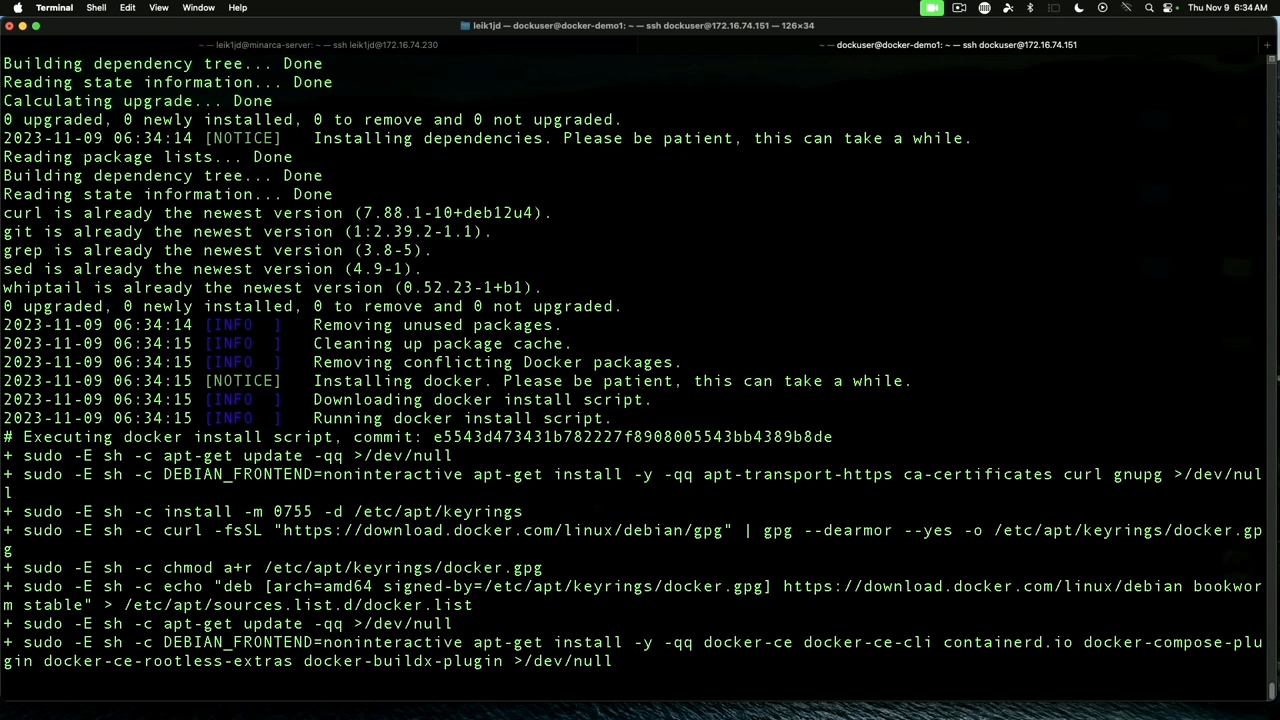 Terminal Shell Edit View Window Help Thu Nov 9 6:34 AM
leik1jd — dockuser@docker-demo1: ~ — ssh dockuser@172.16.74.151 — 126×34
~ — leik1jd@minarca-server: ~ — ssh leik1jd@172.16.74.230
~ — dockuser@docker-demo1: ~ — ssh dockuser@172.16.74.151
Building dependency tree... Done
Reading state information... Done
Calculating upgrade... Done
0 upgraded, 0 newly installed, 0 to remove and 0 not upgraded.
2023-11-09 06:34:14 [NOTICE]   Installing dependencies. Please be patient, this can take a while.
Reading package lists... Done
Building dependency tree... Done
Reading state information... Done
curl is already the newest version (7.88.1-10+deb12u4).
git is already the newest version (1:2.39.2-1.1).
grep is already the newest version (3.8-5).
sed is already the newest version (4.9-1).
whiptail is already the newest version (0.52.23-1+b1).
0 upgraded, 0 newly installed, 0 to remove and 0 not upgraded.
2023-11-09 06:34:14 [INFO  ]   Removing unused packages.
2023-11-09 06:34:15 [INFO  ]   Cleaning up package cache.
2023-11-09 06:34:15 [INFO  ]   Removing conflicting Docker packages.
2023-11-09 06:34:15 [NOTICE]   Installing docker. Please be patient, this can take a while.
2023-11-09 06:34:15 [INFO  ]   Downloading docker install script.
2023-11-09 06:34:15 [INFO  ]   Running docker install script.
# Executing docker install script, commit: e5543d473431b782227f8908005543bb4389b8de
+ sudo -E sh -c apt-get update -qq >/dev/null
+ sudo -E sh -c DEBIAN_FRONTEND=noninteractive apt-get install -y -qq apt-transport-https ca-certificates curl gnupg >/dev/nul
l
+ sudo -E sh -c install -m 0755 -d /etc/apt/keyrings
+ sudo -E sh -c curl -fsSL "https://download.docker.com/linux/debian/gpg" | gpg --dearmor --yes -o /etc/apt/keyrings/docker.gp
g
+ sudo -E sh -c chmod a+r /etc/apt/keyrings/docker.gpg
+ sudo -E sh -c echo "deb [arch=amd64 signed-by=/etc/apt/keyrings/docker.gpg] https://download.docker.com/linux/debian bookwor
m stable" > /etc/apt/sources.list.d/docker.list
+ sudo -E sh -c apt-get update -qq >/dev/null
+ sudo -E sh -c DEBIAN_FRONTEND=noninteractive apt-get install -y -qq docker-ce docker-ce-cli containerd.io docker-compose-plu
gin docker-ce-rootless-extras docker-buildx-plugin >/dev/null